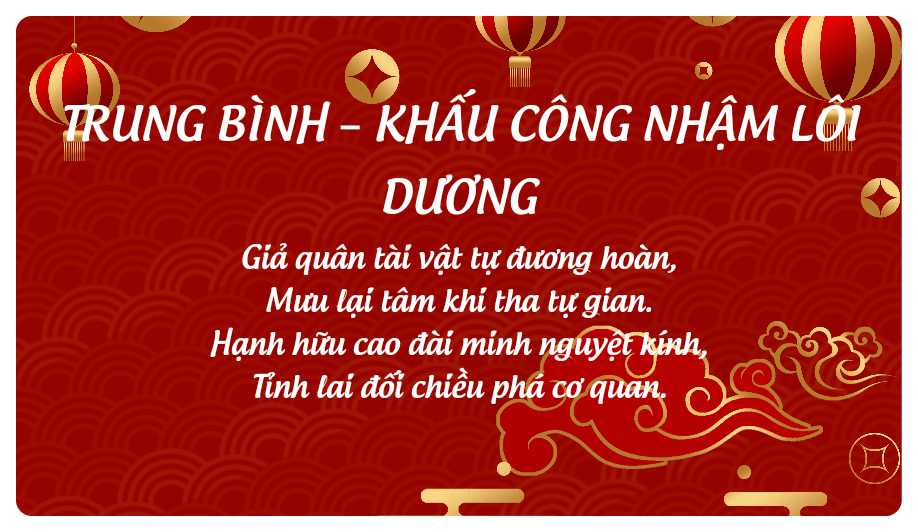 TRUNG BÌNH – KHẤU CÔNG NHẬM LÔI
DƯƠNG
Giả quân tài vật tự đương hoàn,
Mưu lại tâm khi tha tự gian.
Hạnh hữu cao đài minh nguyệt kính,
Tỉnh lai đối chiều phá cơ quan.